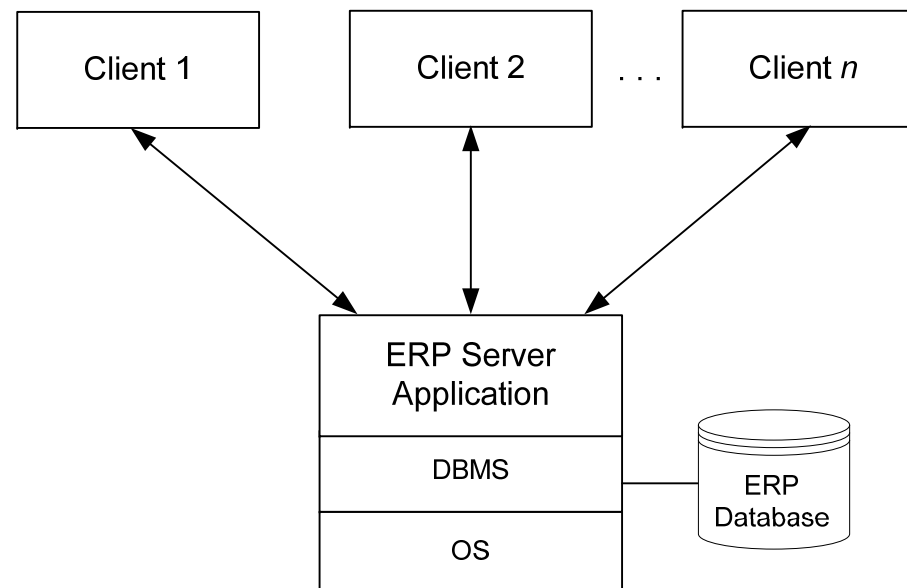 Client 1
Client 2
. . .
Client n
ERP Server
Application
DBMS
ERP
Database
OS